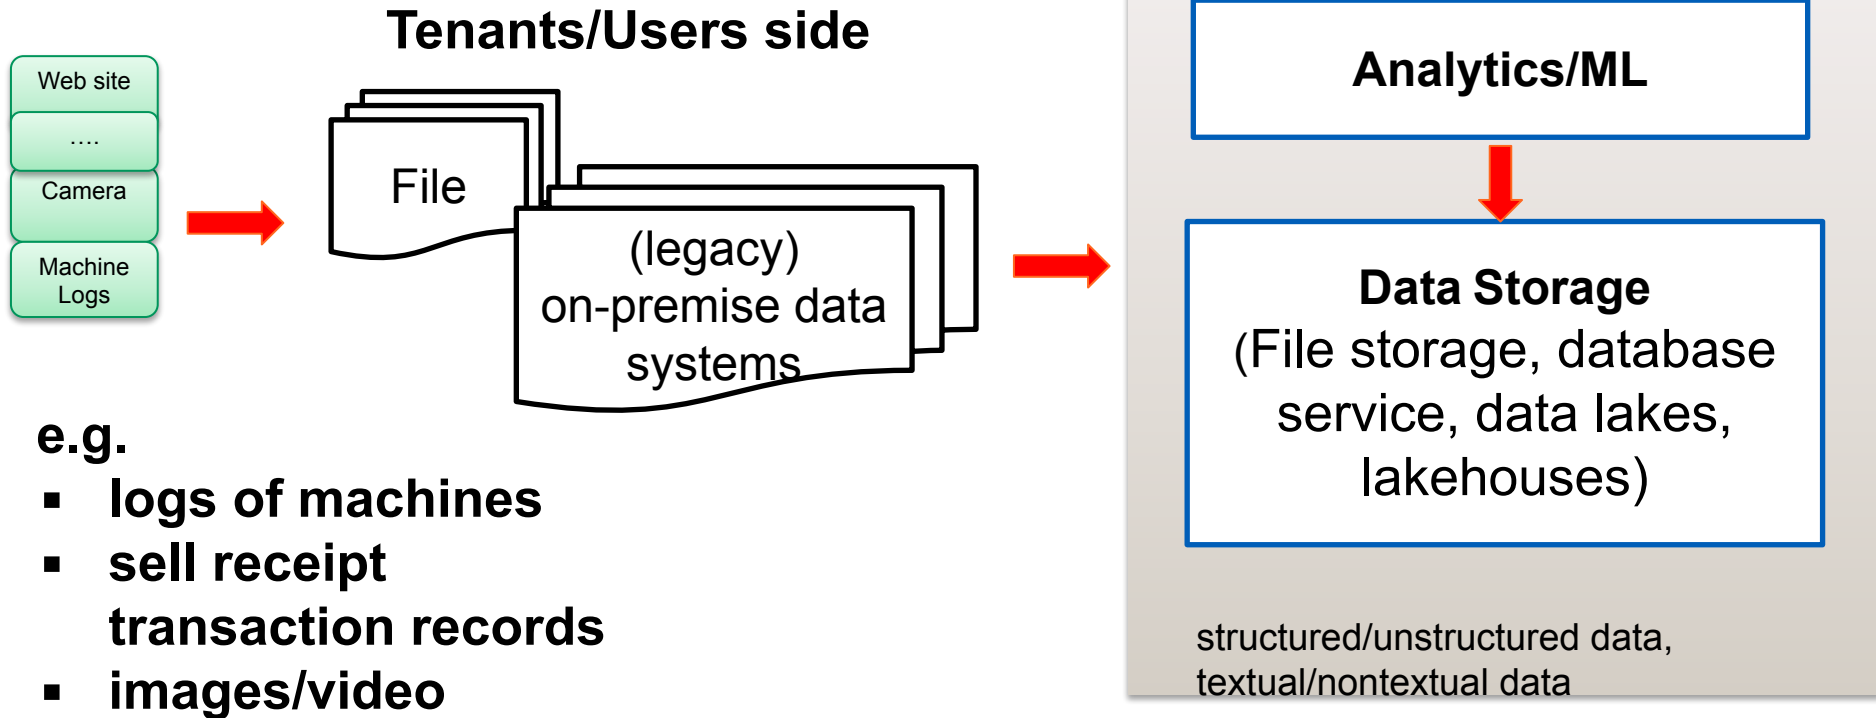 Tenants/Users side
Web site
....
Camera
Machine
Logs
File
(legacy)
on-premise data
systems
e.g.
▪ logs of machines
▪ sell receipt
transaction records
▪ images/video
Analytics/ML
Data Storage
(File storage, database
service, data lakes,
lakehouses)
structured/unstructured data,
textual/nontextual data